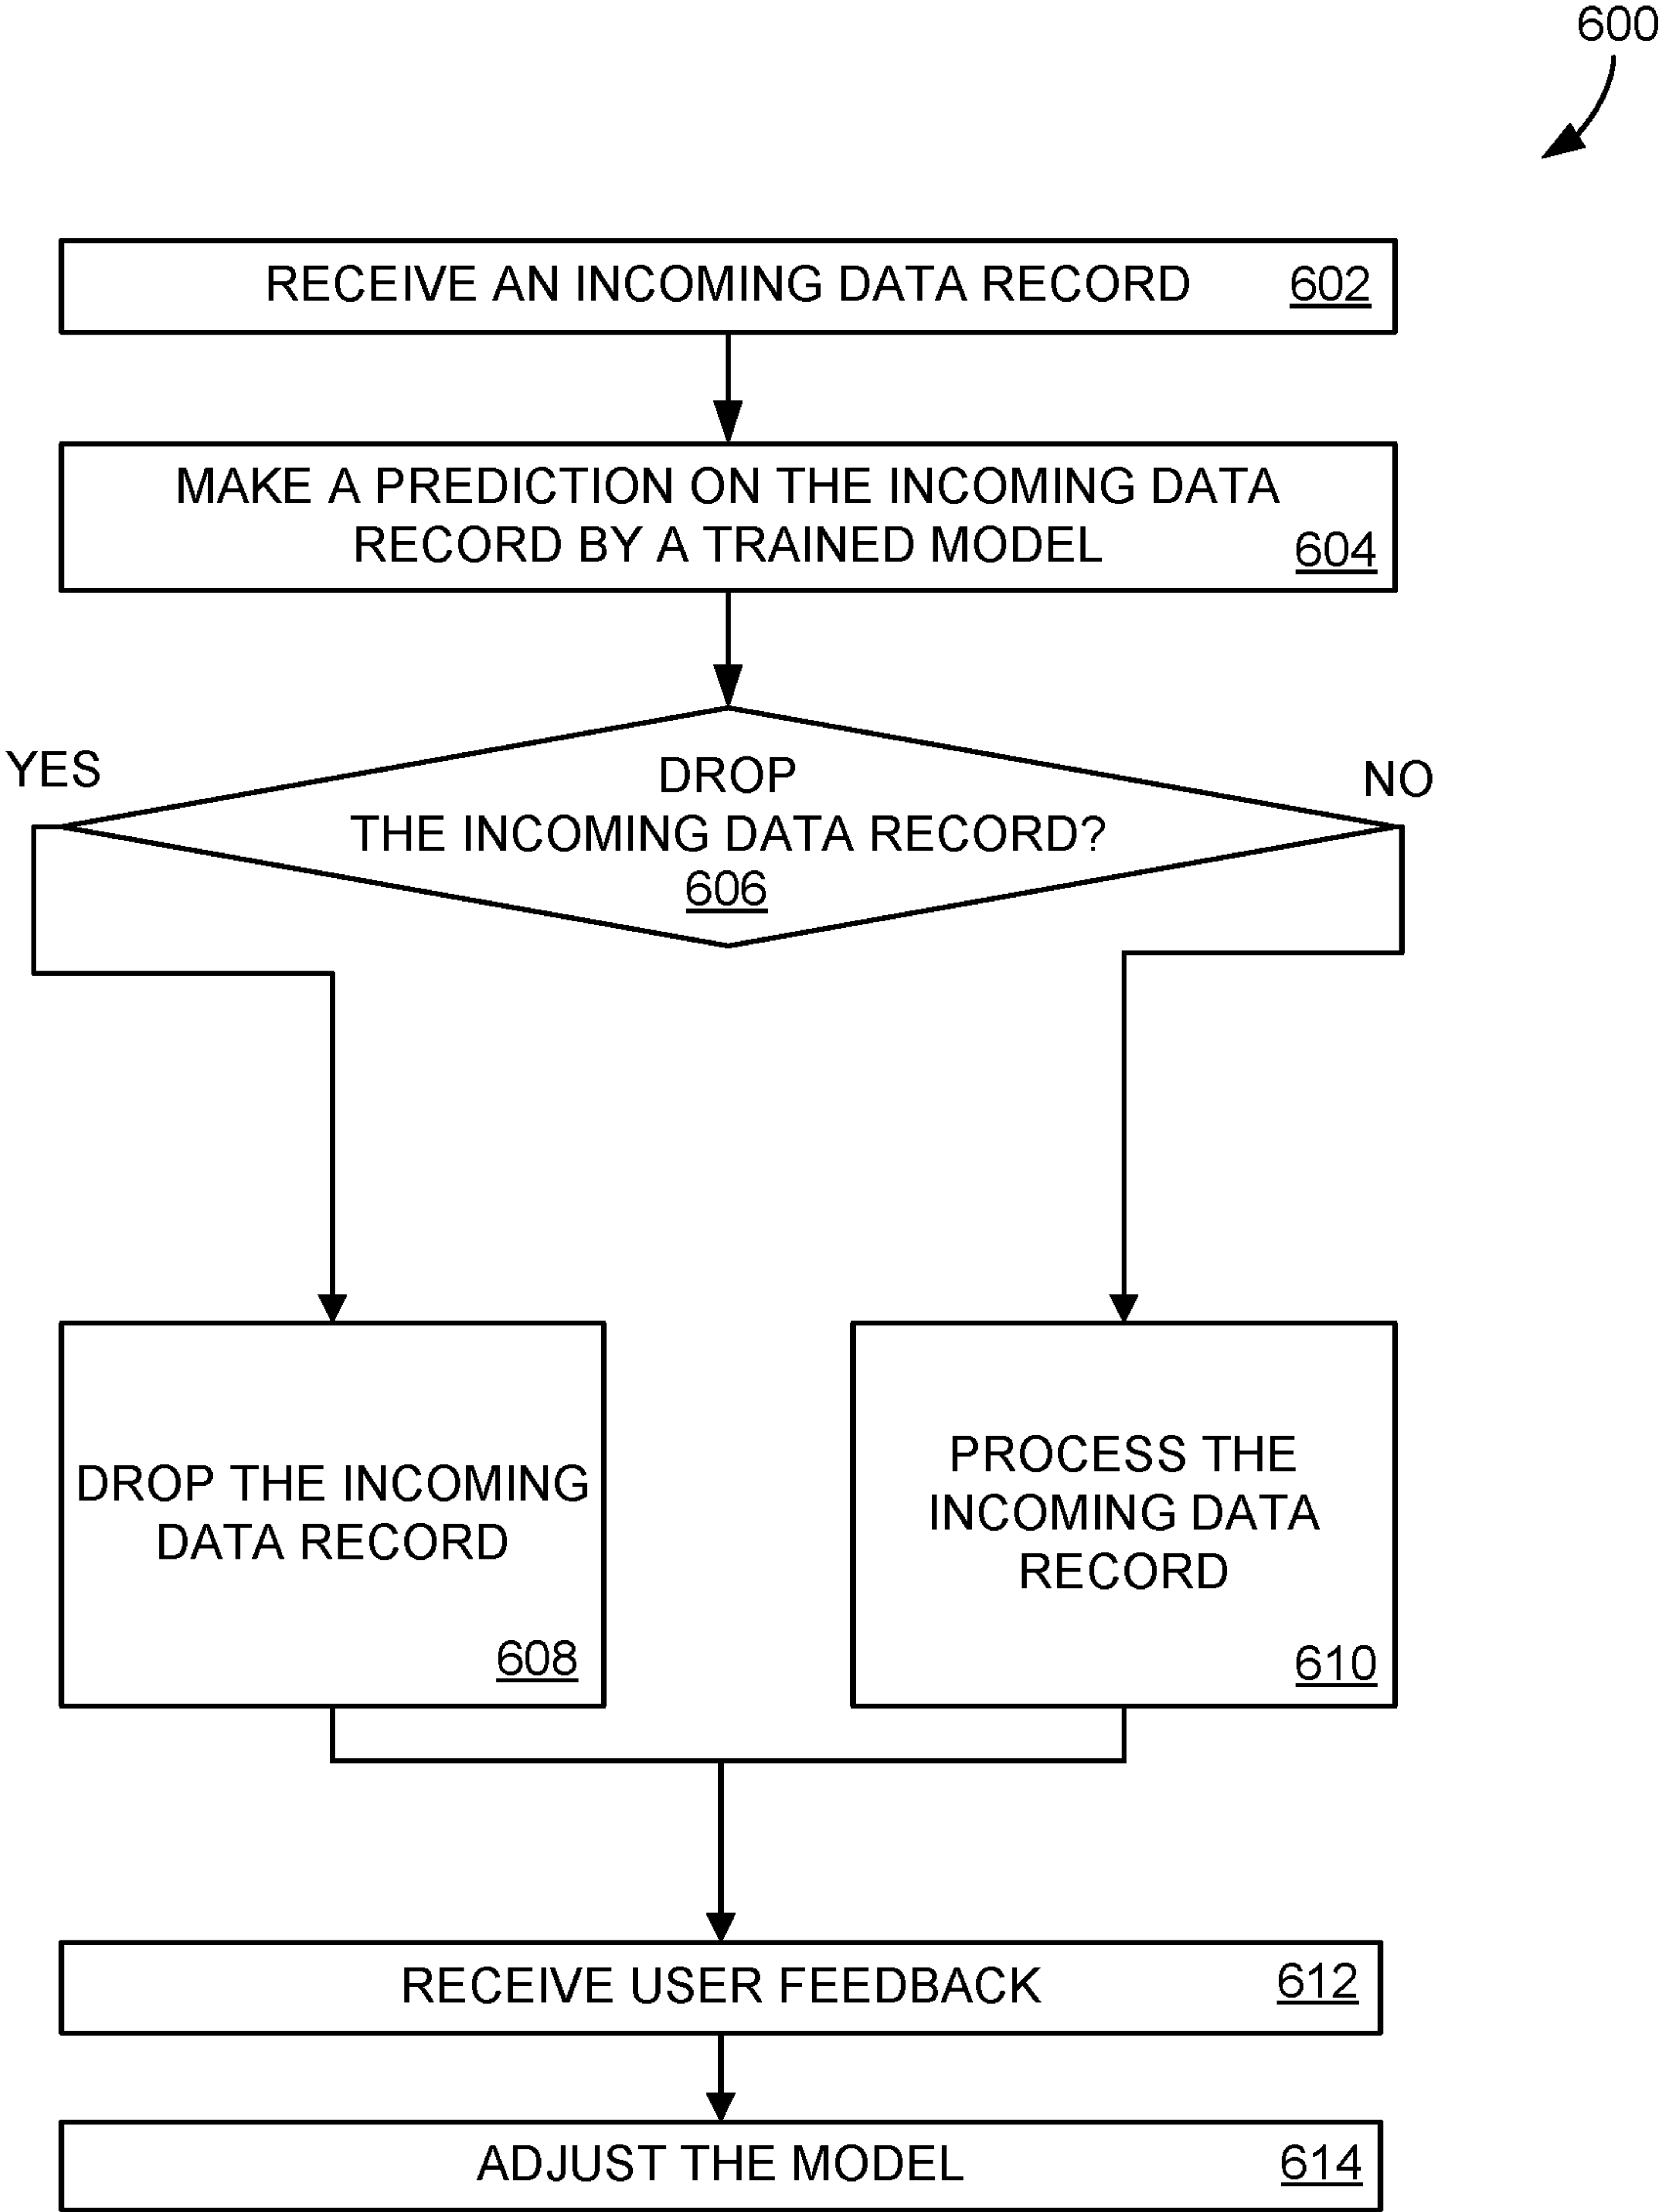 600
RECEIVE AN INCOMING DATA RECORD 602
MAKE A PREDICTION ON THE INCOMING DATA
RECORD BY A TRAINED MODEL 604
YES
DROP
NO
THE INCOMING DATA RECORD?
606
DROP THE INCOMING
DATA RECORD
608
PROCESS THE
INCOMING DATA
RECORD
610
RECEIVE USER FEEDBACK 612
ADJUST THE MODEL 614